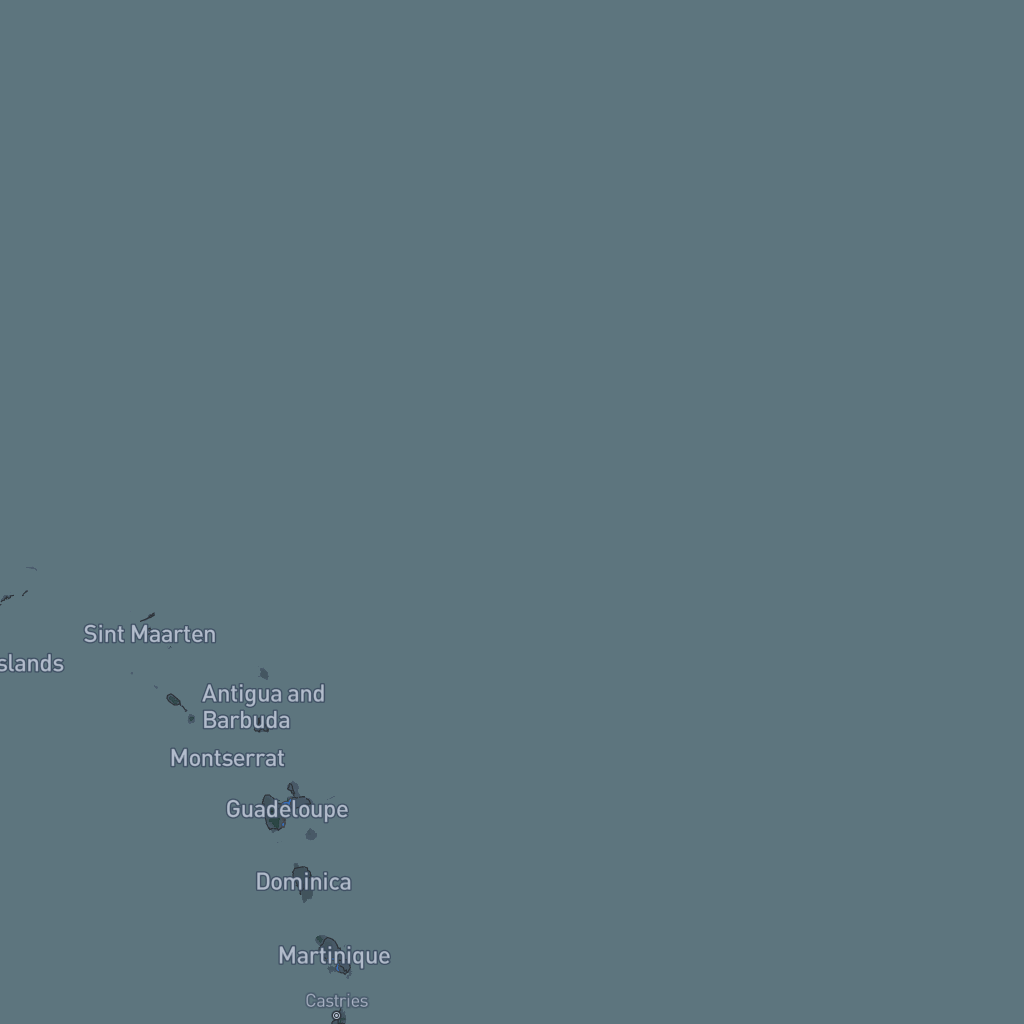 Sint Maarten
slands
Antigua and
Barbuda
Montserrat
Guadeloupe
Dominica
Martinique
Castries